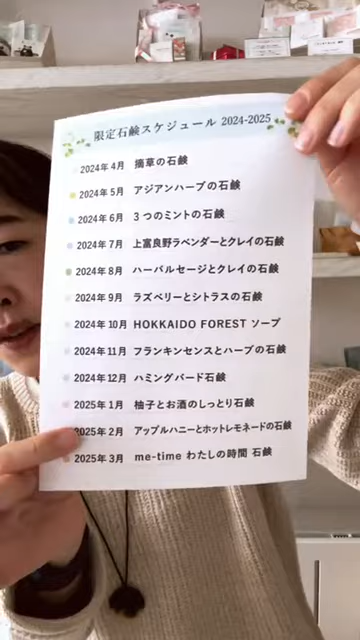 限定石鹸スケジュール 2024-2025
2024年 4月 摘草の石鹸
2024年 5月 アジアンハーブの石鹸
2024年 6月 3つのミントの石鹸
2024年 7月 上富良野ラベンダーとクレイの石鹸
2024年 8月 ハーバルセージとクレイの石鹸
2024年 9月 ラズベリーとシトラスの石鹸
2024年 10月 HOKKAIDO FOREST ソープ
2024年 11月 フランキンセンスとハーブの石鹸
2024年 12月 ハミングバード石鹸
2025年 1月 柚子とお酒のしっとり石鹸
2025年 2月 アップルハニーとホットレモネードの石鹸
2025年 3月 me-time わたしの時間 石鹸